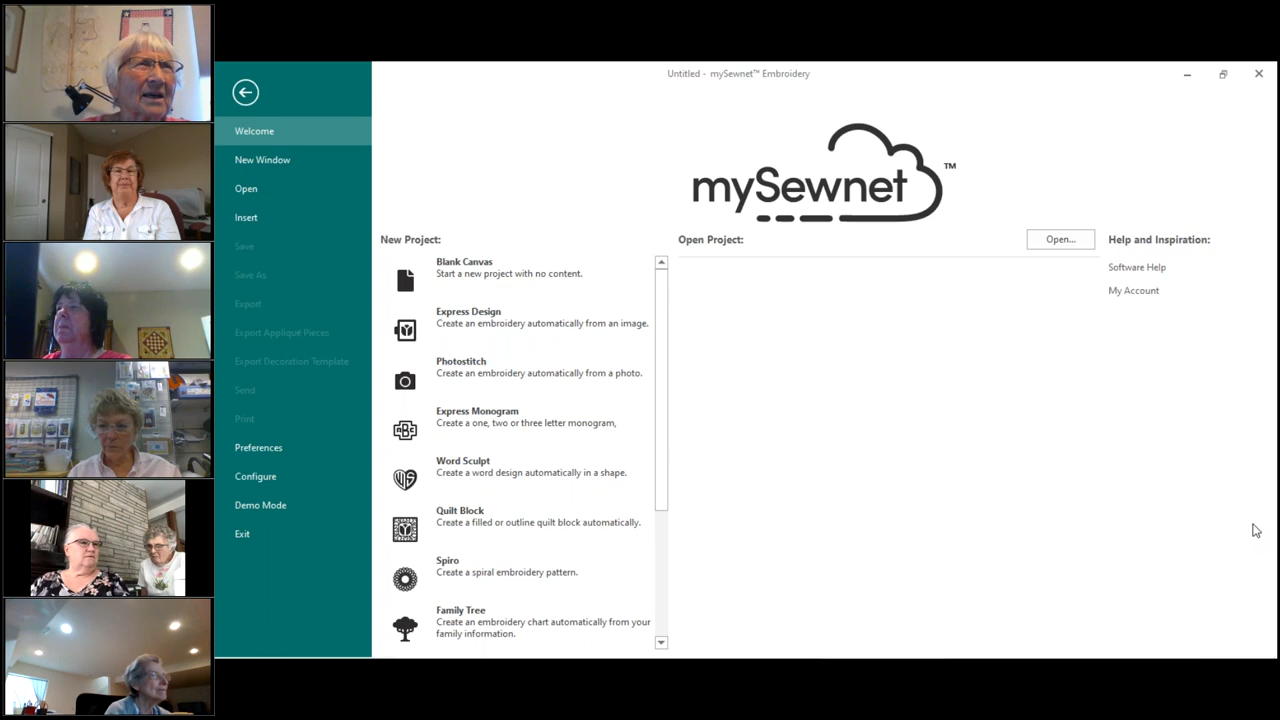 Untitled - mySewnet™ Embroidery
Welcome
New Window
Open
Insert
Save
Save As
Export
Export Appliqué Pieces
Export Decoration Template
Send
Print
Preferences
Configure
Demo Mode
Exit
mySewnet™
New Project:
Blank Canvas
Start a new project with no content.
Express Design
Create an embroidery automatically from an image.
Photostitch
Create an embroidery automatically from a photo.
Express Monogram
Create a one, two or three letter monogram,
Word Sculpt
Create a word design automatically in a shape.
Quilt Block
Create a filled or outline quilt block automatically.
Spiro
Create a spiral embroidery pattern.
Family Tree
Create an embroidery chart automatically from your
family information.
Open Project:
Open...
Help and Inspiration:
Software Help
My Account